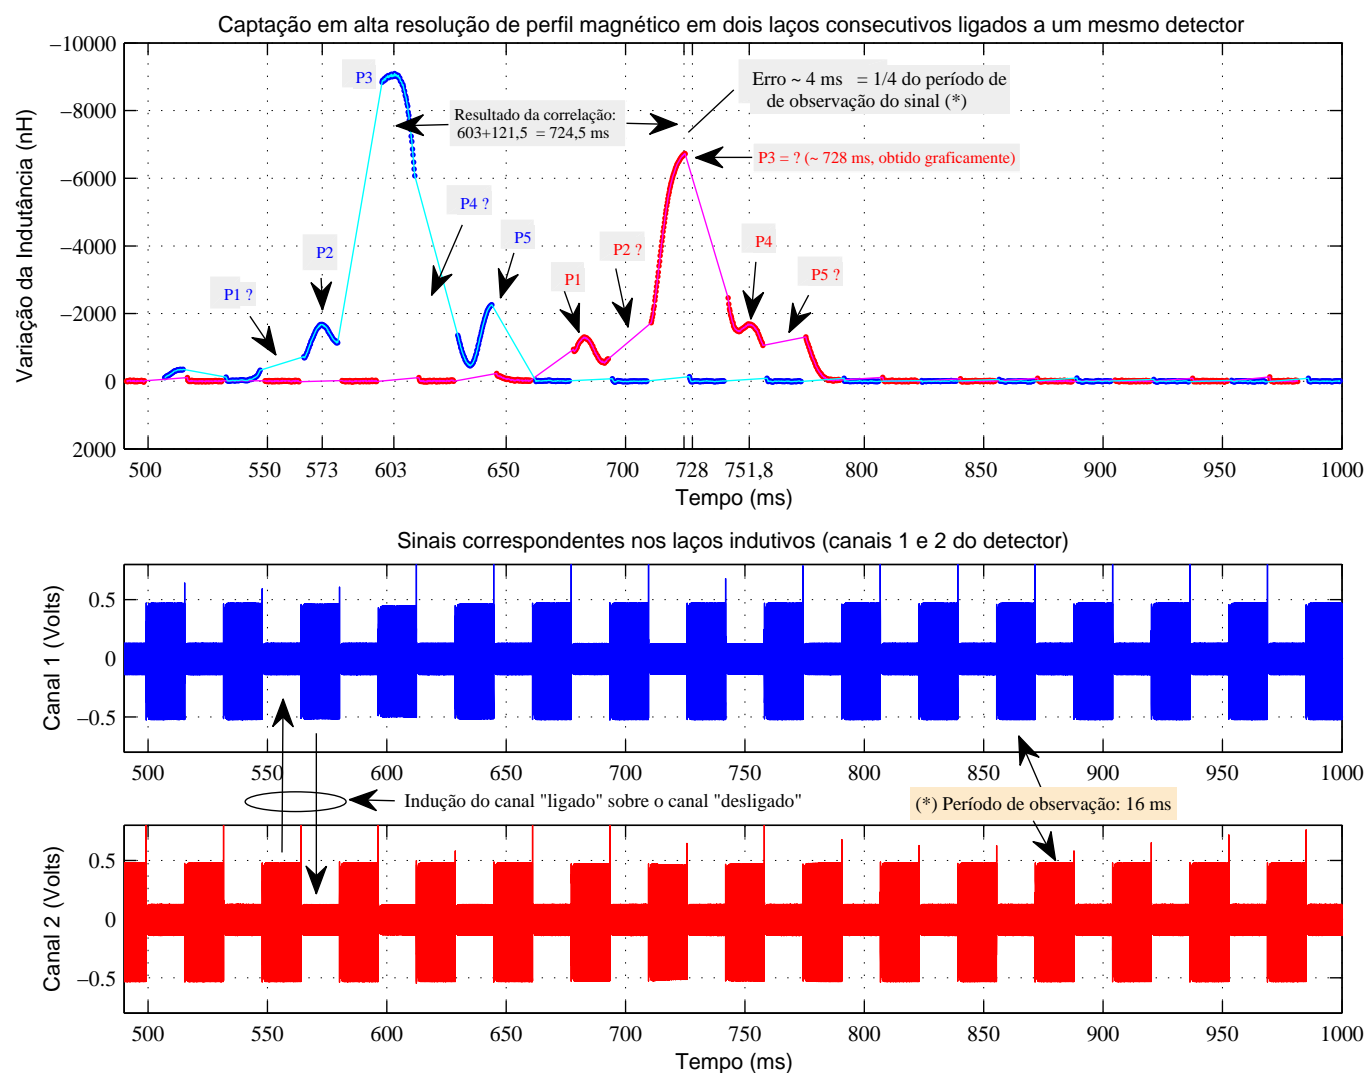 Captação em alta resolução de perfil magnético em dois laços consecutivos ligados a um mesmo detector
Variação da Indutância (nH)
−10000
−8000
−6000
−4000
−2000
0
2000
P3
Resultado da correlação:
603+121,5 = 724,5 ms
Erro ~ 4 ms = 1/4 do período de
de observação do sinal (*)
P3 = ? (~ 728 ms, obtido graficamente)
P4 ?
P2
P5
P1 ?
P1
P2 ?
P4
P5 ?
500 550 573 603 650 700 728 751,8 800 850 900 950 1000
Tempo (ms)
Sinais correspondentes nos laços indutivos (canais 1 e 2 do detector)
Canal 1 (Volts)
0.5
0
−0.5
500 550 600 650 700 750 800 850 900 950 1000
Indução do canal "ligado" sobre o canal "desligado"
(*) Período de observação: 16 ms
Canal 2 (Volts)
0.5
0
−0.5
500 550 600 650 700 750 800 850 900 950 1000
Tempo (ms)